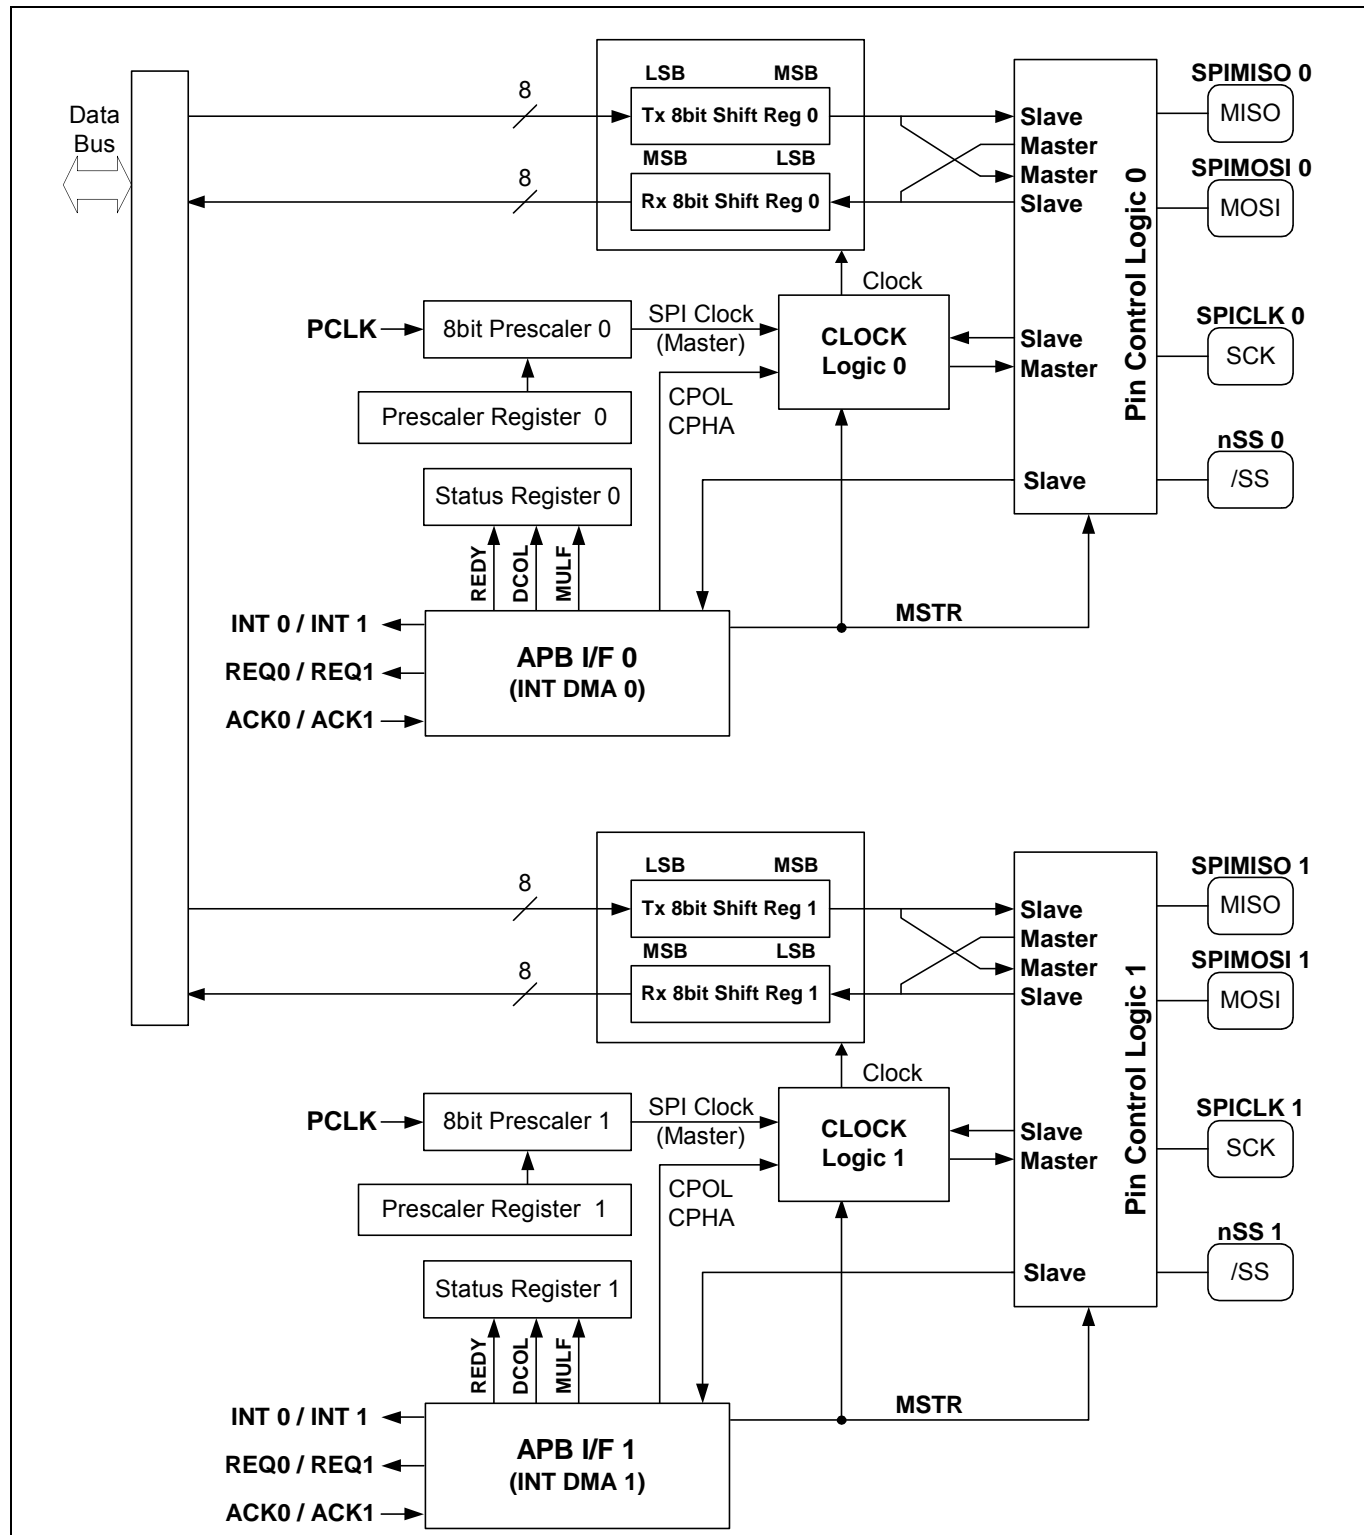 Data
Bus
8
LSB MSB
Tx 8bit Shift Reg 0
MSB LSB
Rx 8bit Shift Reg 0
8
Slave
Master
Master
Slave
Pin Control Logic 0
SPIMISO 0
MISO
SPIMOSI 0
MOSI
Clock
PCLK
8bit Prescaler 0
SPI Clock
(Master)
CLOCK
Logic 0
Slave
Master
SPICLK 0
SCK
Prescaler Register 0
CPOL
CPHA
nSS 0
/SS
Status Register 0
Slave
REDY
DCOL
MULF
INT 0 / INT 1
REQ0 / REQ1
ACK0 / ACK1
APB I/F 0
(INT DMA 0)
MSTR
8
LSB MSB
Tx 8bit Shift Reg 1
MSB LSB
Rx 8bit Shift Reg 1
8
Slave
Master
Master
Slave
Pin Control Logic 1
SPIMISO 1
MISO
SPIMOSI 1
MOSI
Clock
PCLK
8bit Prescaler 1
SPI Clock
(Master)
CLOCK
Logic 1
Slave
Master
SPICLK 1
SCK
Prescaler Register 1
CPOL
CPHA
nSS 1
/SS
Status Register 1
Slave
REDY
DCOL
MULF
INT 0 / INT 1
REQ0 / REQ1
ACK0 / ACK1
APB I/F 1
(INT DMA 1)
MSTR